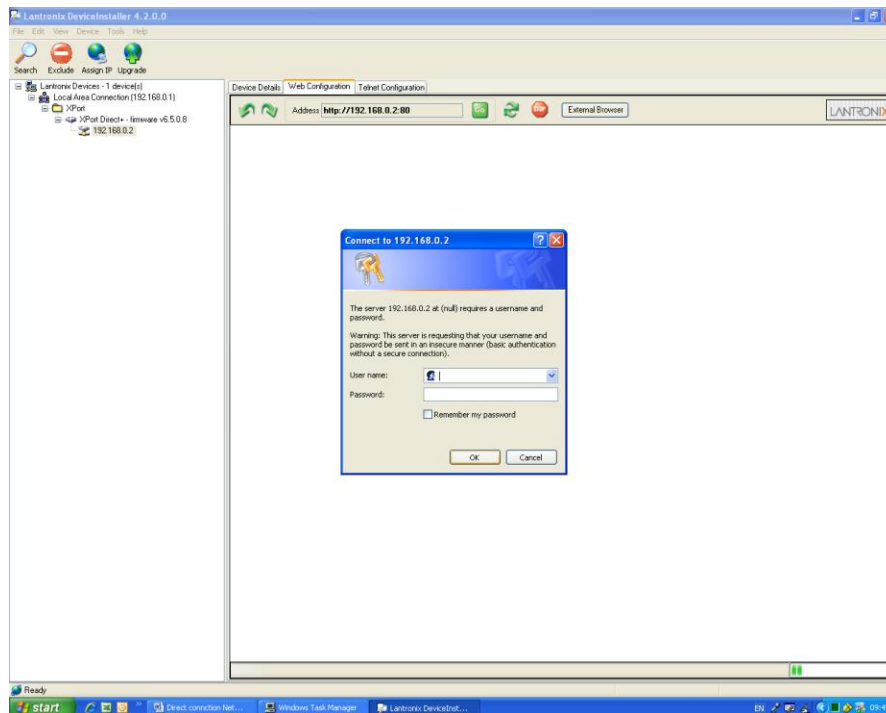 Lantronix DeviceInstaller 4.2.0.0
File Edit View Device Tools Help
Search Exclude Assign IP Upgrade
Lantronix Devices - 1 device(s)
Local Area Connection (192.168.0.1)
XPort
XPort Direct+ - firmware v6.5.0.8
192.168.0.2
Device Details Web Configuration Telnet Configuration
Address http://192.168.0.2:80 External Browser LANTRONIX
Connect to 192.168.0.2
The server 192.168.0.2 at (null) requires a username and
password.
Warning: This server is requesting that your username and
password be sent in an insecure manner (basic authentication
without a secure connection).
User name:
Password:
Remember my password
OK Cancel
Ready
start Direct connction Net... Windows Task Manager Lantronix DeviceInst... EN